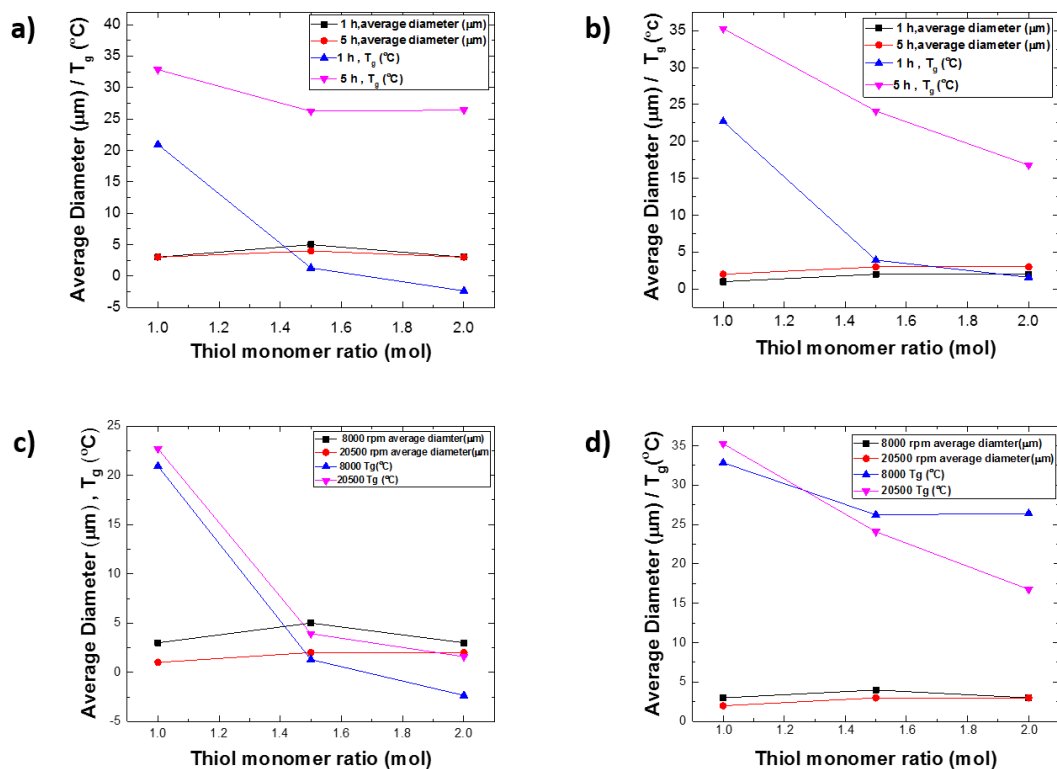 a)
40
35
30
25
20
15
10
5
0
-5
Average Diameter (μm) / Tg (°C)
1 h,average diameter (μm)
5 h,average diameter (μm)
1 h , Tg (°C)
5 h , Tg (°C)
1.0 1.2 1.4 1.6 1.8 2.0
Thiol monomer ratio (mol)
b)
35
30
25
20
15
10
5
0
Average Diameter (μm) / Tg (°C)
1 h,average diameter (μm)
5 h,average diameter (μm)
1 h , Tg (°C)
5 h , Tg (°C)
1.0 1.2 1.4 1.6 1.8 2.0
Thiol monomer ratio (mol)
c)
25
20
15
10
5
0
-5
Average Diameter (μm) , Tg (°C)
8000 rpm average diamter(μm)
20500 rpm average diameter(μm)
8000 Tg(°C)
20500 Tg(°C)
1.0 1.2 1.4 1.6 1.8 2.0
Thiol monomer ratio (mol)
d)
35
30
25
20
15
10
5
0
Average Diameter (μm) / Tg(°C)
8000 rpm average diamter(μm)
20500 rpm average diameter(μm)
8000 Tg (°C)
20500 Tg (°C)
1.0 1.2 1.4 1.6 1.8 2.0
Thiol monomer ratio (mol)